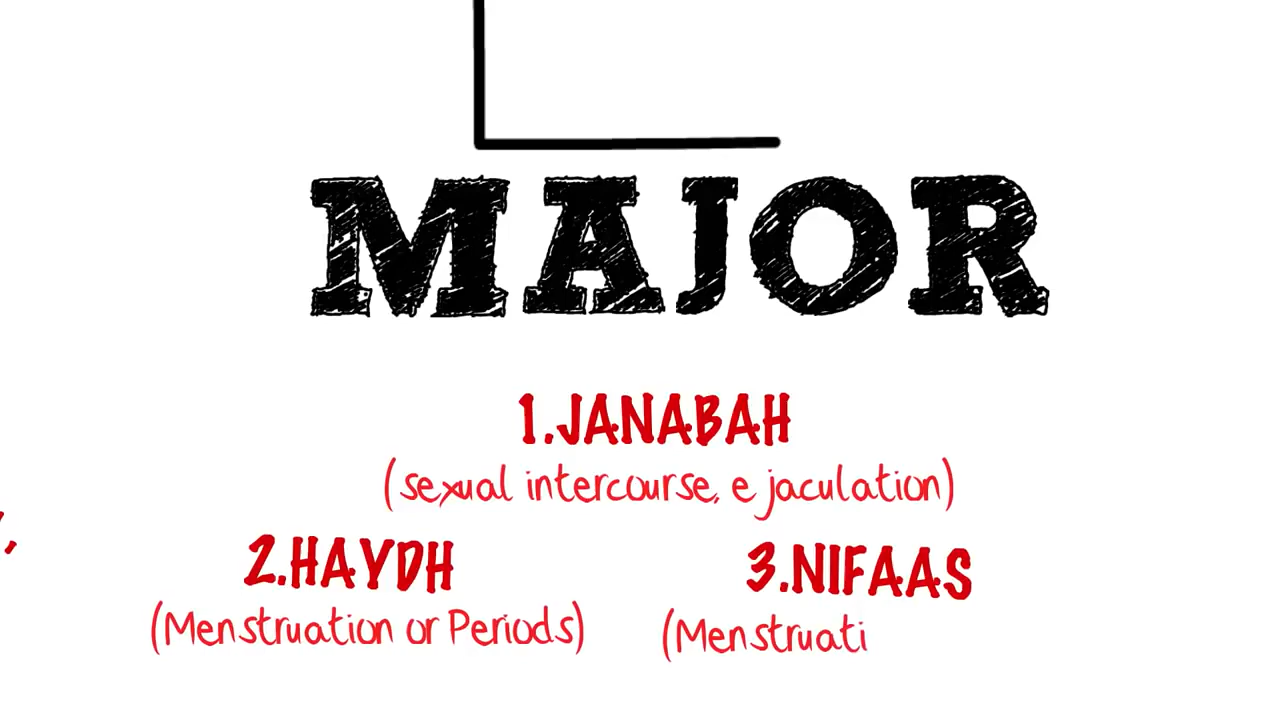 MAJOR
1.JANABAH
(sexual intercourse, ejaculation)
2.HAYDH
(Menstruation or Periods)
3.NIFAAS
(Menstruati